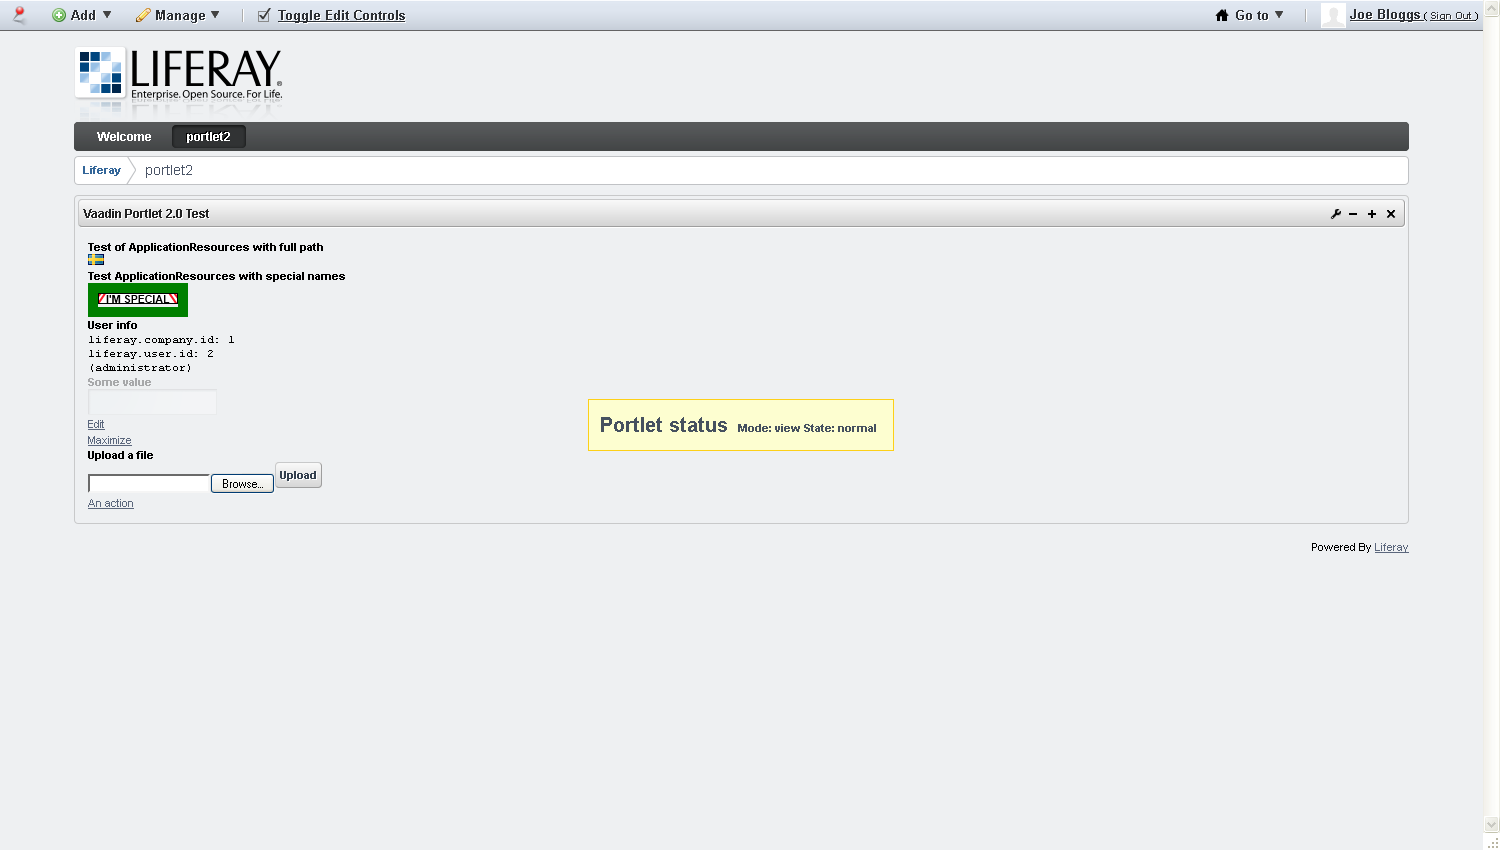 Add Manage Toggle Edit Controls Go to Joe Bloggs ( Sign Out )
LIFERAY®
Enterprise. Open Source. For Life.
Welcome portlet2
Liferay portlet2
Vaadin Portlet 2.0 Test
Test of ApplicationResources with full path
Test ApplicationResources with special names
I'M SPECIAL
User info
liferay.company.id: 1
liferay.user.id: 2
(administrator)
Some value
Edit
Portlet status Mode: view State: normal
Maximize
Upload a file
Browse... Upload
An action
Powered By Liferay